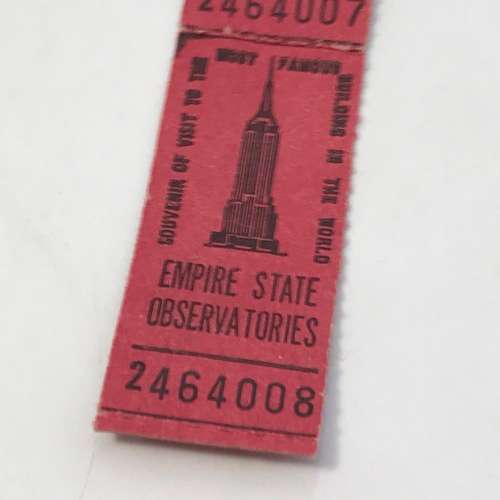 2464007
SOUVENIR OF VISIT TO THE
MOST FAMOUS
BUILDING IN THE WORLD
EMPIRE STATE
OBSERVATORIES
2464008